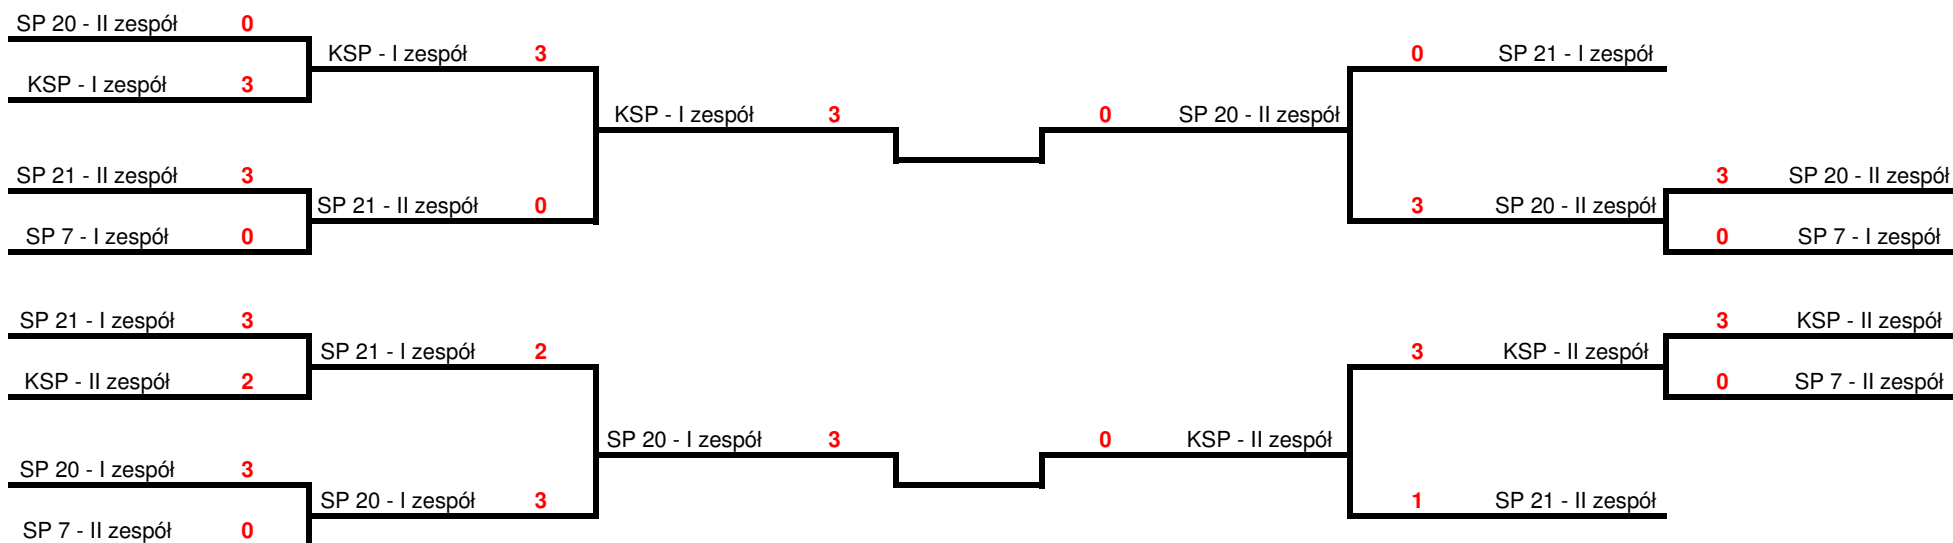 SP 20 - II zespół 0
KSP - I zespół 3 0 SP 21 - I zespół
KSP - I zespół 3
KSP - I zespół 3 0 SP 20 - II zespół
SP 21 - II zespół 3 3 SP 20 - II zespół
SP 21 - II zespół 0 3 SP 20 - II zespół
SP 7 - I zespół 0 0 SP 7 - I zespół
SP 21 - I zespół 3 3 KSP - II zespół
SP 21 - I zespół 2 3 KSP - II zespół
KSP - II zespół 2 0 SP 7 - II zespół
SP 20 - I zespół 3 0 KSP - II zespół
SP 20 - I zespół 3
SP 20 - I zespół 3 1 SP 21 - II zespół
SP 7 - II zespół 0